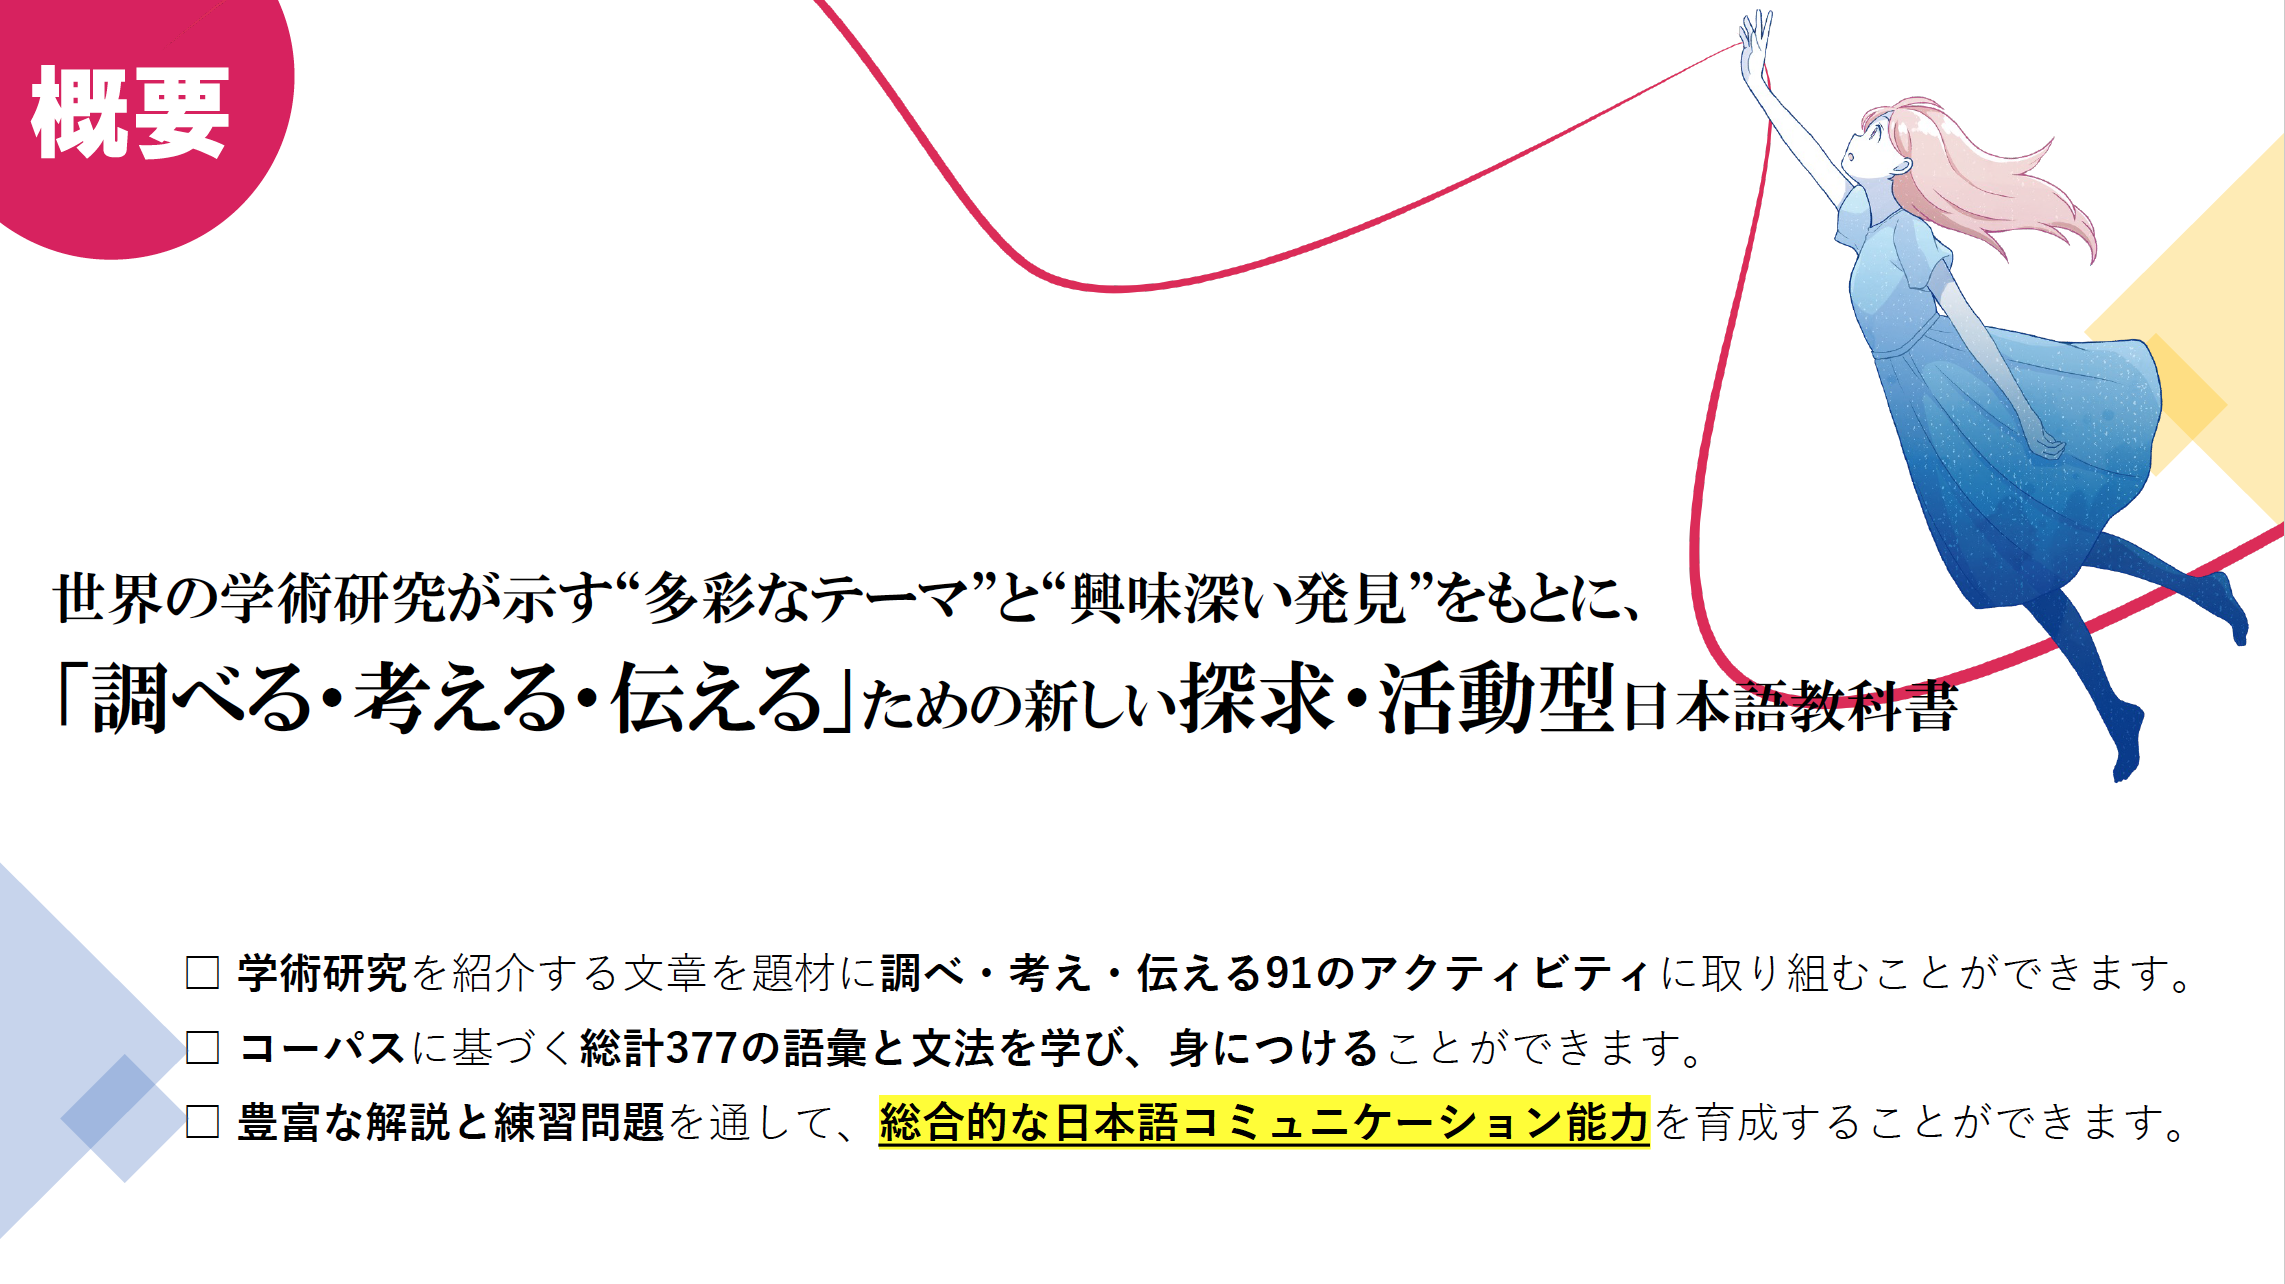 概要
世界の学術研究が示す“多彩なテーマ”と“興味深い発見”をもとに、
「調べる・考える・伝える」ための新しい探求・活動型日本語教科書
□ 学術研究を紹介する文章を題材に調べ・考え・伝える91のアクティビティに取り組むことができます。
□ コーパスに基づく総計377の語彙と文法を学び、身につけることができます。
□ 豊富な解説と練習問題を通して、総合的な日本語コミュニケーション能力を育成することができます。